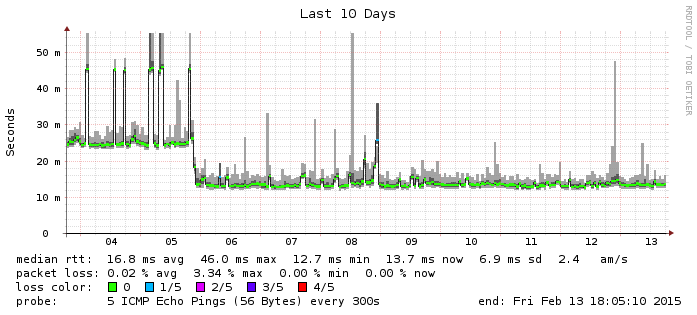 Last 10 Days
RRDTOOL / TOBI OETIKER
Seconds
50 m
40 m
30 m
20 m
10 m
0
04 05 06 07 08 09 10 11 12 13
median rtt: 16.8 ms avg 46.0 ms max 12.7 ms min 13.7 ms now 6.9 ms sd 2.4 am/s
packet loss: 0.02 % avg 3.34 % max 0.00 % min 0.00 % now
loss color: 0 1/5 2/5 3/5 4/5
probe: 5 ICMP Echo Pings (56 Bytes) every 300s end: Fri Feb 13 18:05:10 2015